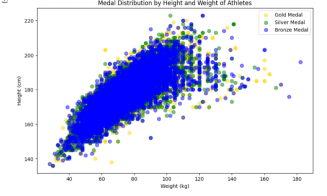 Medal Distribution by Height and Weight of Athletes
Gold Medal
Silver Medal
Bronze Medal
Height (cm)
220
200
180
160
140
40 60 80 100 120 140 160 180
Weight (kg)